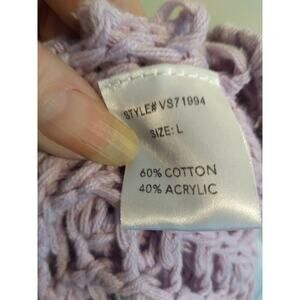 STYLE# VS71994
SIZE: L
60% COTTON
40% ACRYLIC